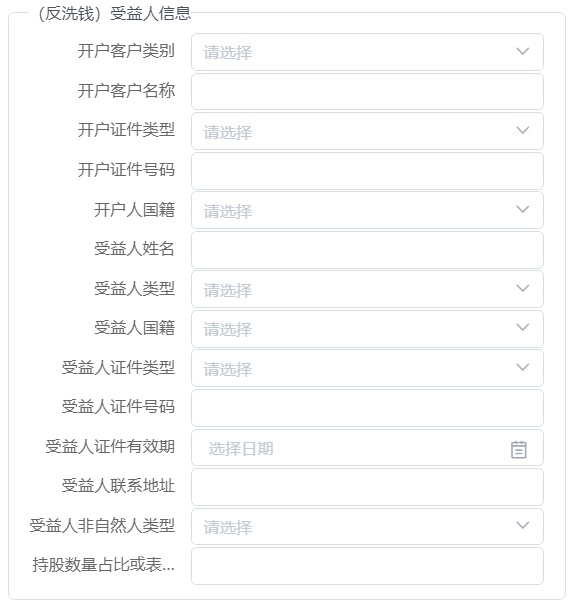 （反洗钱）受益人信息
开户客户类别 请选择
开户客户名称
开户证件类型 请选择
开户证件号码
开户人国籍 请选择
受益人姓名
受益人类型 请选择
受益人国籍 请选择
受益人证件类型 请选择
受益人证件号码
受益人证件有效期 选择日期
受益人联系地址
受益人非自然人类型 请选择
持股数量占比或表...